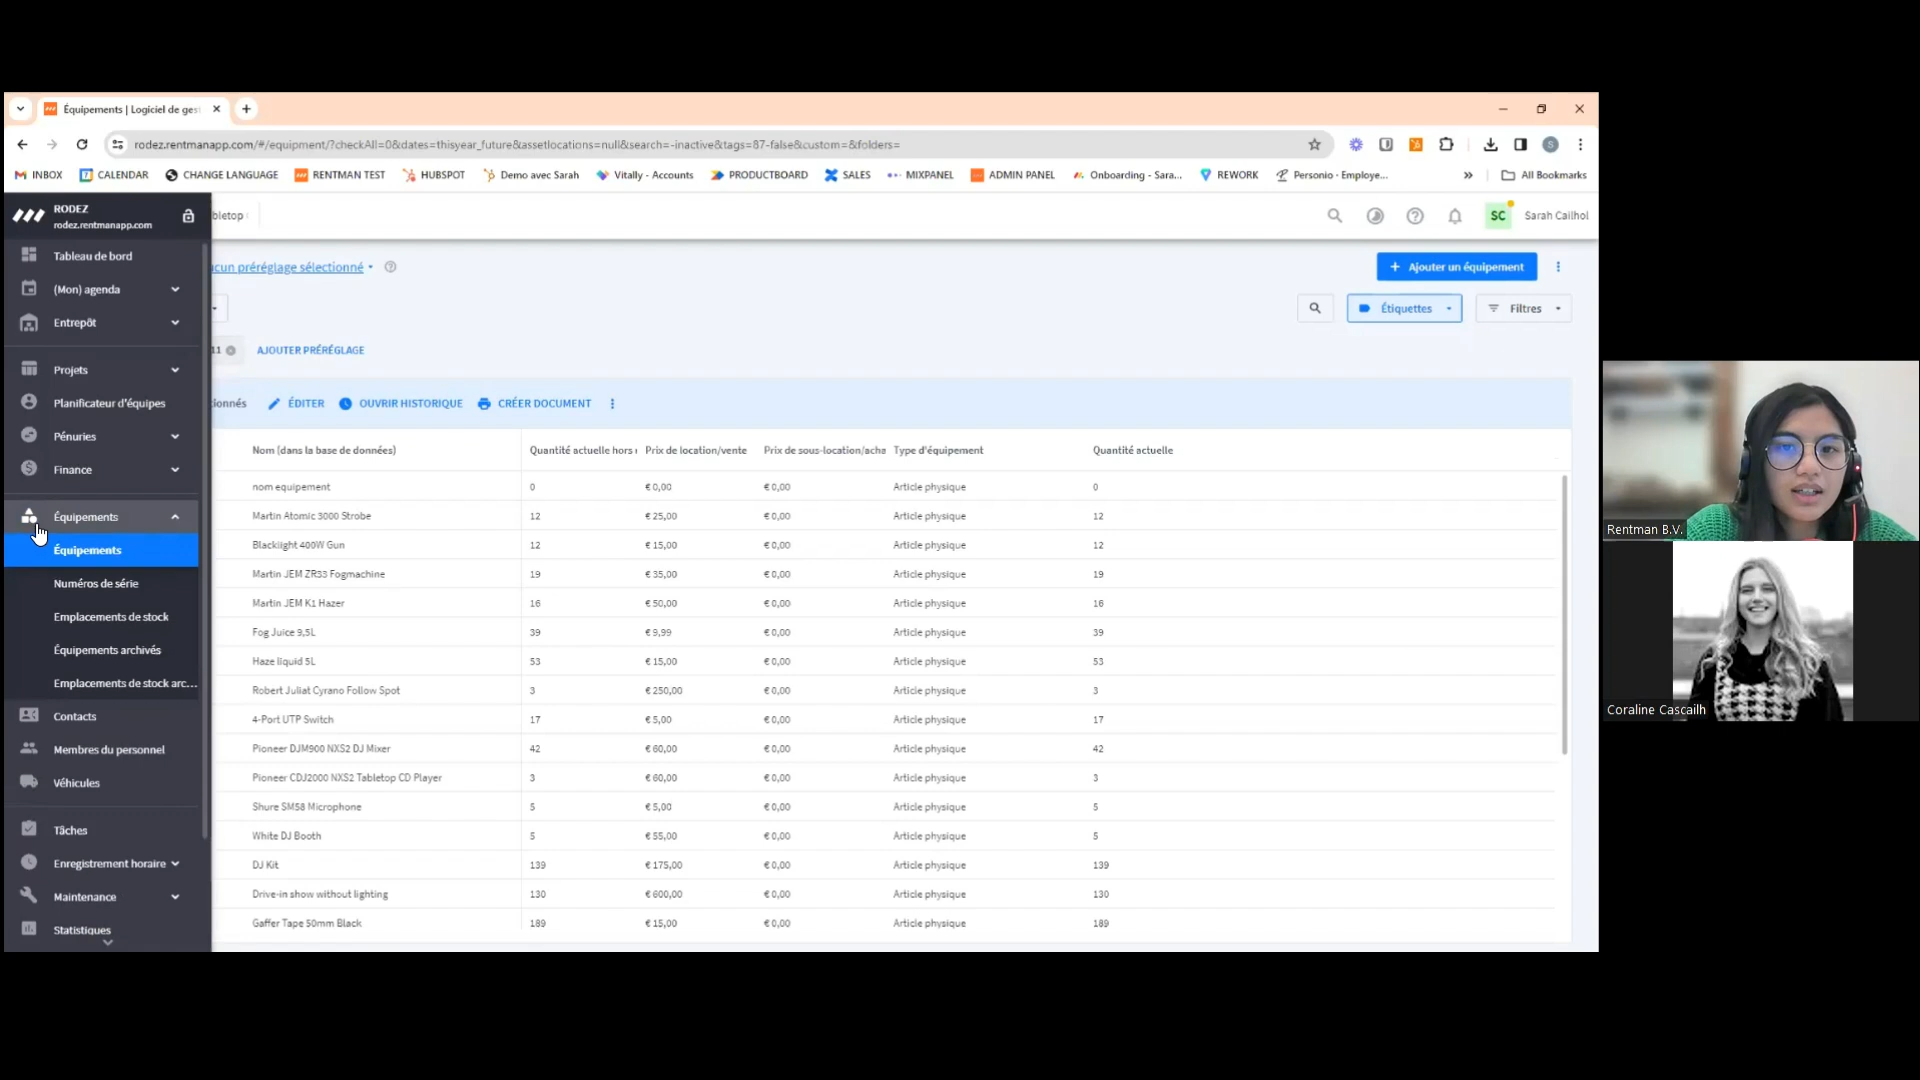 Équipements | Logiciel de ges
rodez.rentmanapp.com/#/equipment/?checkAll=0&dates=thisyear_future&assetlocations=null&search=-inactive&tags=87-false&custom=&folders=
S
INBOX CALENDAR CHANGE LANGUAGE RENTMAN TEST HUBSPOT Demo avec Sarah Vitally - Accounts PRODUCTBOARD SALES MIXPANEL ADMIN PANEL Onboarding - Sara... REWORK Personio - Employe... » All Bookmarks
RODEZ
rodez.rentmanapp.com
bletop
SC Sarah Cailhol
Tableau de bord
(Mon) agenda
Entrepôt
Projets
Planificateur d'équipes
Pénuries
Finance
Équipements
Équipements
Numéros de série
Emplacements de stock
Équipements archivés
Emplacements de stock arc...
Contacts
Membres du personnel
Véhicules
Tâches
Enregistrement horaire
Maintenance
Statistiques
ucun préréglage sélectionné
+ Ajouter un équipement
Étiquettes Filtres
11 AJOUTER PRÉRÉGLAGE
ionnés ÉDITER OUVRIR HISTORIQUE CRÉER DOCUMENT
Nom (dans la base de données) Quantité actuelle hors Prix de location/vente Prix de sous-location/acha Type d'équipement Quantité actuelle
nom equipement 0 € 0,00 € 0,00 Article physique 0
Martin Atomic 3000 Strobe 12 € 25,00 € 0,00 Article physique 12
Blacklight 400W Gun 12 € 15,00 € 0,00 Article physique 12
Martin JEM ZR33 Fogmachine 19 € 35,00 € 0,00 Article physique 19
Martin JEM K1 Hazer 16 € 50,00 € 0,00 Article physique 16
Fog Juice 9,5L 39 € 9,99 € 0,00 Article physique 39
Haze liquid 5L 53 € 15,00 € 0,00 Article physique 53
Robert Juliat Cyrano Follow Spot 3 € 250,00 € 0,00 Article physique 3
4-Port UTP Switch 17 € 5,00 € 0,00 Article physique 17
Pioneer DJM900 NXS2 DJ Mixer 42 € 60,00 € 0,00 Article physique 42
Pioneer CDJ2000 NXS2 Tabletop CD Player 3 € 60,00 € 0,00 Article physique 3
Shure SM58 Microphone 5 € 5,00 € 0,00 Article physique 5
White DJ Booth 5 € 55,00 € 0,00 Article physique 5
DJ Kit 139 € 175,00 € 0,00 Article physique 139
Drive-in show without lighting 130 € 600,00 € 0,00 Article physique 130
Gaffer Tape 50mm Black 189 € 15,00 € 0,00 Article physique 189
Rentman B.V.
Coraline Cascailh